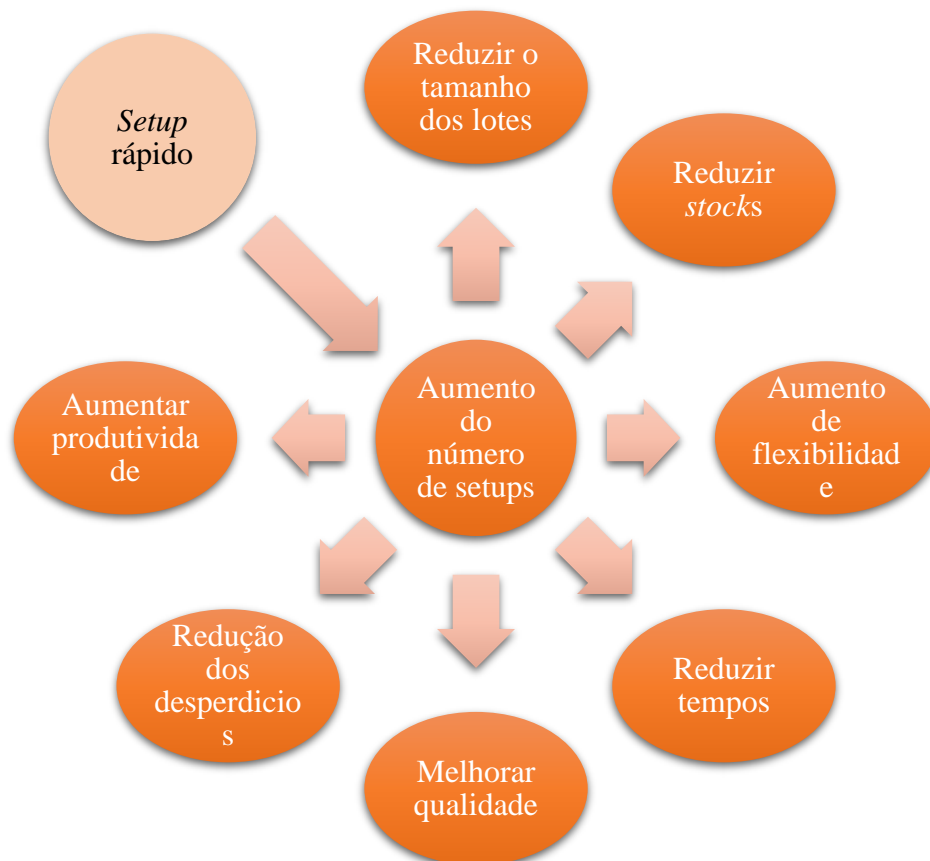 Setup
rápido
Reduzir o
tamanho
dos lotes
Reduzir
stocks
Aumentar
produtivida
de
Aumento
do
número
de setups
Aumento
de
flexibilidad
e
Redução
dos
desperdicio
s
Melhorar
qualidade
Reduzir
tempos